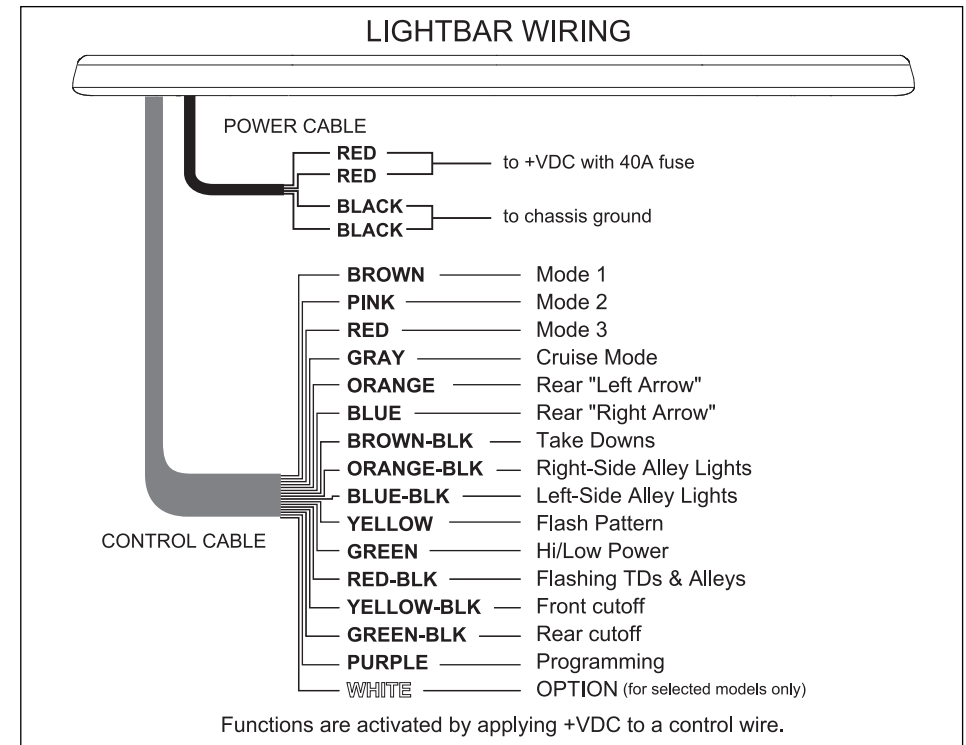 LIGHTBAR WIRING
POWER CABLE
RED
RED
to +VDC with 40A fuse
BLACK
BLACK
to chassis ground
BROWN Mode 1
PINK Mode 2
RED Mode 3
GRAY Cruise Mode
ORANGE Rear "Left Arrow"
BLUE Rear "Right Arrow"
BROWN-BLK Take Downs
ORANGE-BLK Right-Side Alley Lights
BLUE-BLK Left-Side Alley Lights
YELLOW Flash Pattern
CONTROL CABLE
GREEN Hi/Low Power
RED-BLK Flashing TDs & Alleys
YELLOW-BLK Front cutoff
GREEN-BLK Rear cutoff
PURPLE Programming
WHITE OPTION (for selected models only)
Functions are activated by applying +VDC to a control wire.